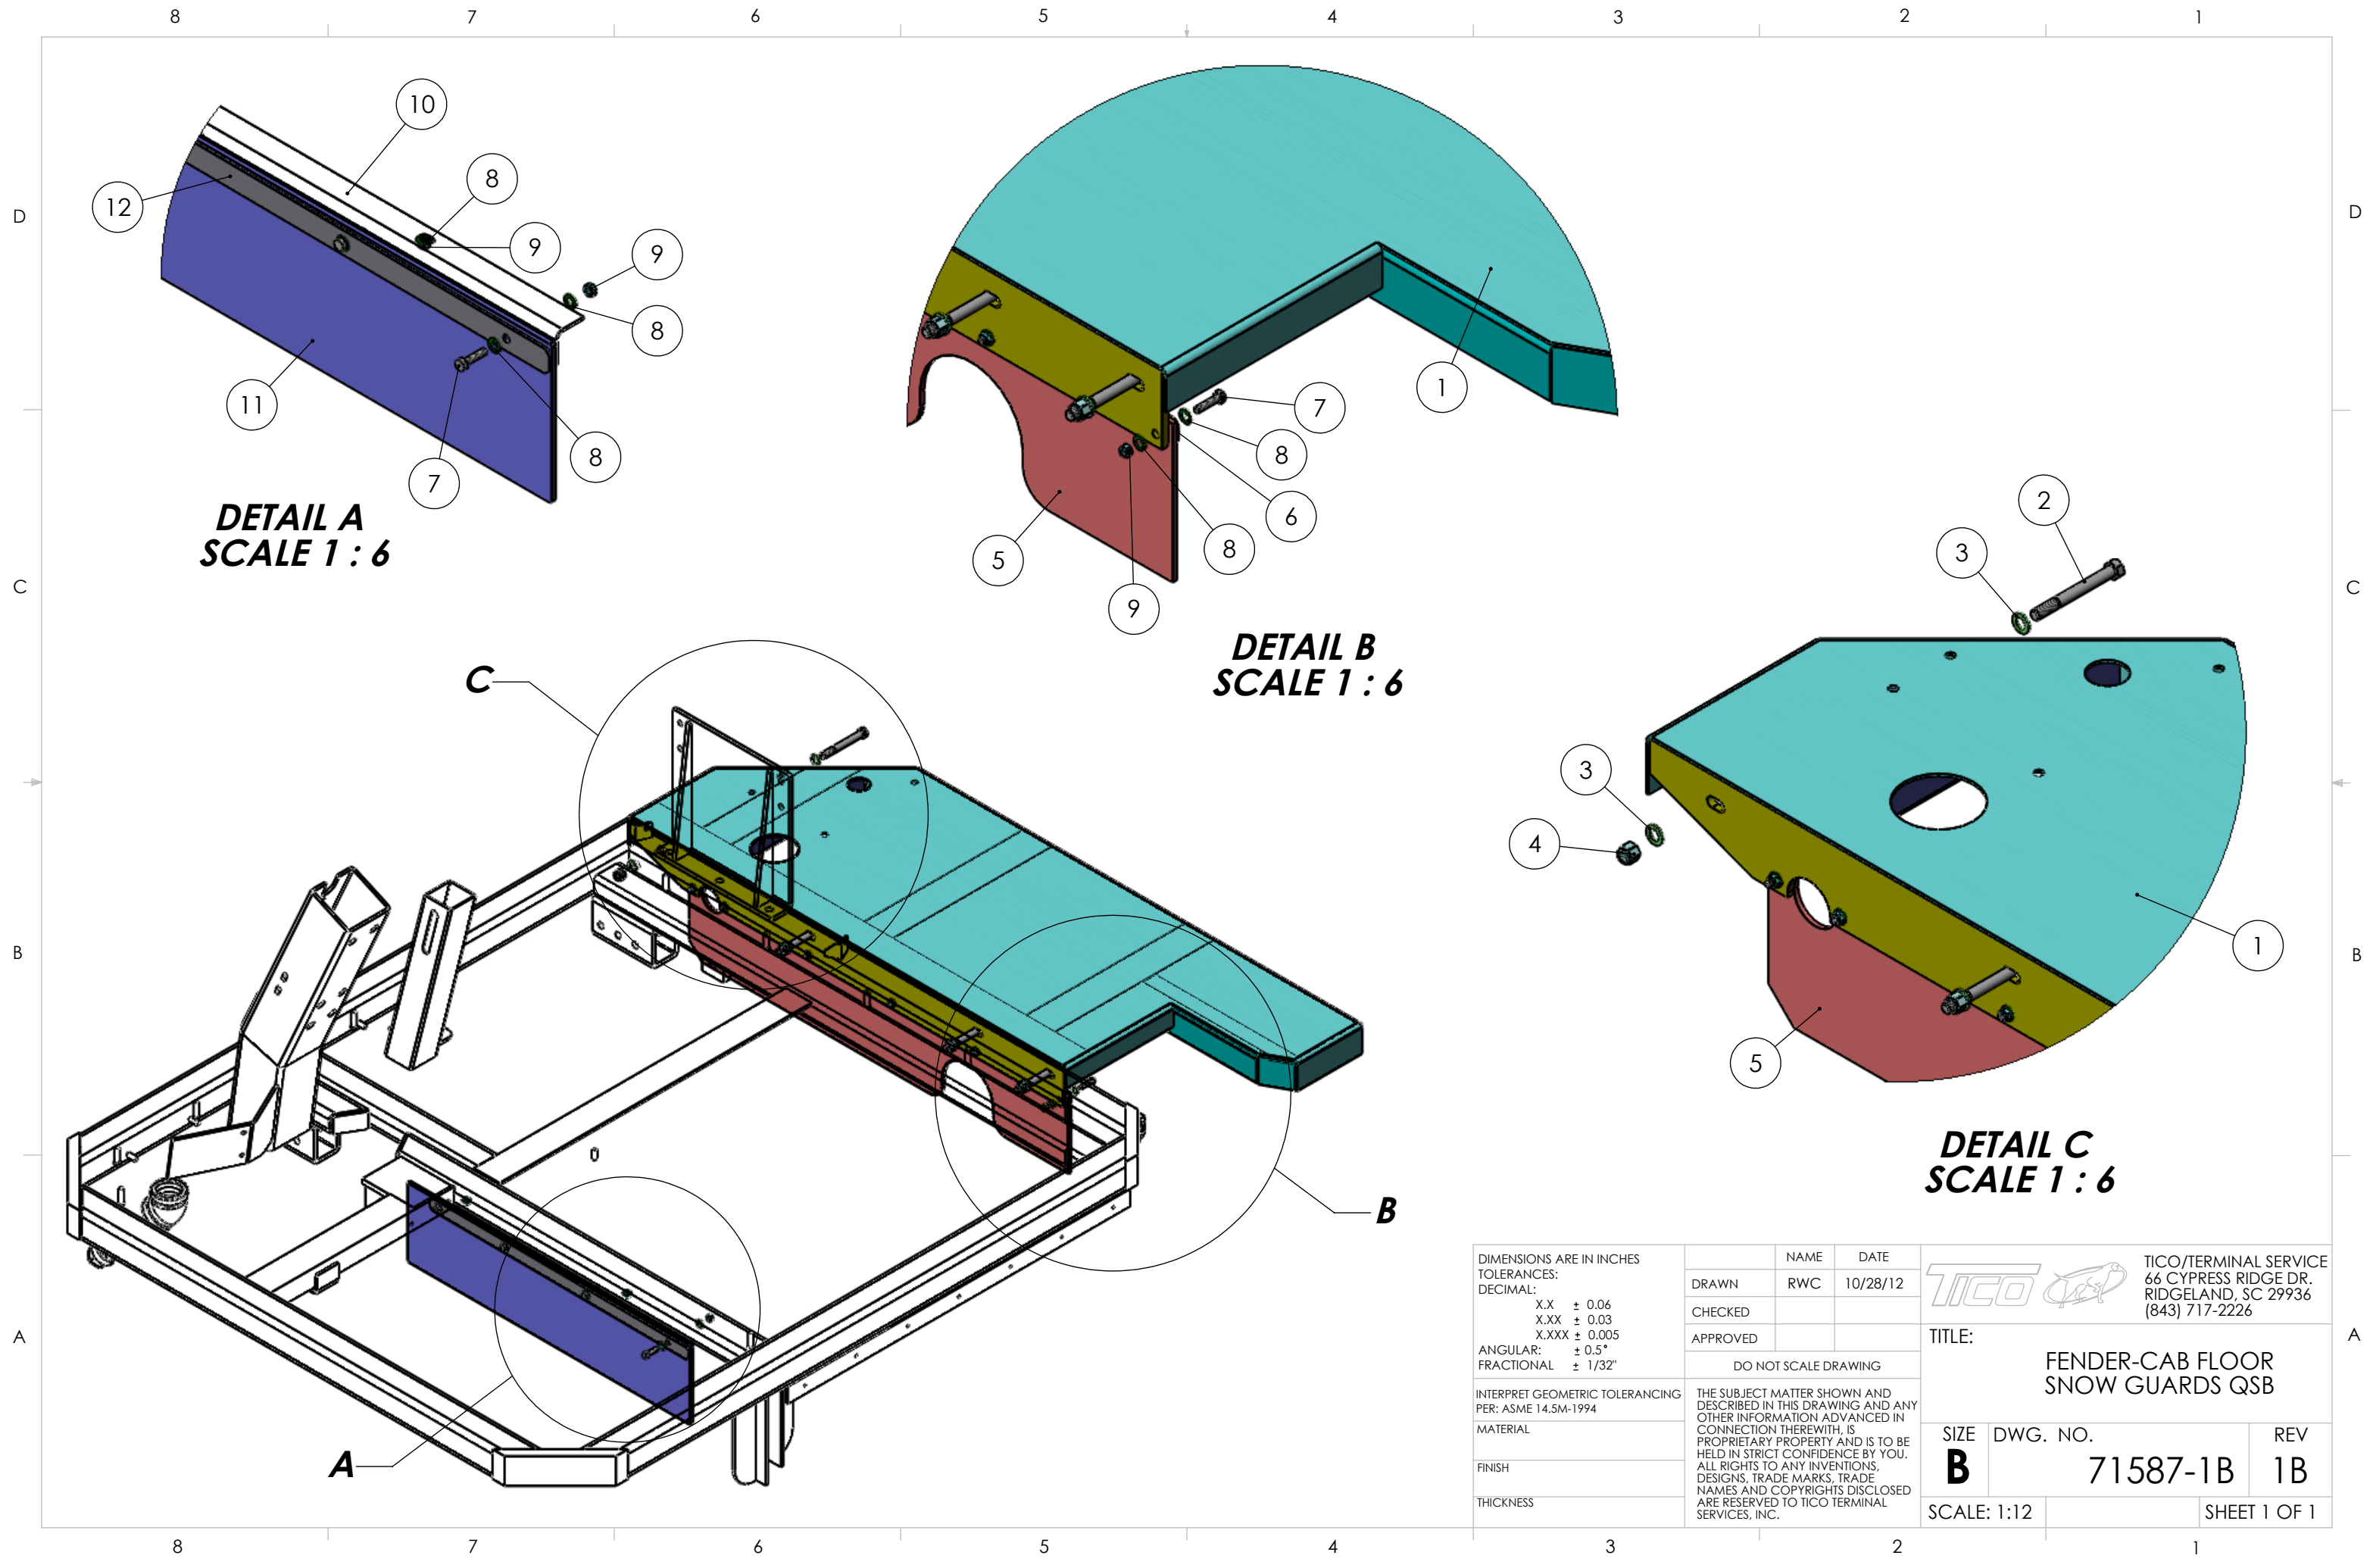 8 7 6 5 4 3 2 1
D
C
B
A
D
C
B
A
10
8
12
9
9
8
11
7
8
DETAIL A
SCALE 1 : 6
1
7
8
6
5
8
9
DETAIL B
SCALE 1 : 6
2
3
3
4
1
5
DETAIL C
SCALE 1 : 6
C
B
A
DIMENSIONS ARE IN INCHES
TOLERANCES:
DECIMAL:
X.X ± 0.06
X.XX ± 0.03
X.XXX ± 0.005
ANGULAR: ± 0.5°
FRACTIONAL ± 1/32"
INTERPRET GEOMETRIC TOLERANCING
PER: ASME 14.5M-1994
MATERIAL
FINISH
THICKNESS
NAME DATE
DRAWN RWC 10/28/12
CHECKED
APPROVED
DO NOT SCALE DRAWING
THE SUBJECT MATTER SHOWN AND
DESCRIBED IN THIS DRAWING AND ANY
OTHER INFORMATION ADVANCED IN
CONNECTION THEREWITH, IS
PROPRIETARY PROPERTY AND IS TO BE
HELD IN STRICT CONFIDENCE BY YOU.
ALL RIGHTS TO ANY INVENTIONS,
DESIGNS, TRADE MARKS, TRADE
NAMES AND COPYRIGHTS DISCLOSED
ARE RESERVED TO TICO TERMINAL
SERVICES, INC.
TICO
TICO/TERMINAL SERVICE
66 CYPRESS RIDGE DR.
RIDGELAND, SC 29936
(843) 717-2226
TITLE:
FENDER-CAB FLOOR
SNOW GUARDS QSB
SIZE DWG. NO. REV
B 71587-1B 1B
SCALE: 1:12 SHEET 1 OF 1
8 7 6 5 4 3 2 1